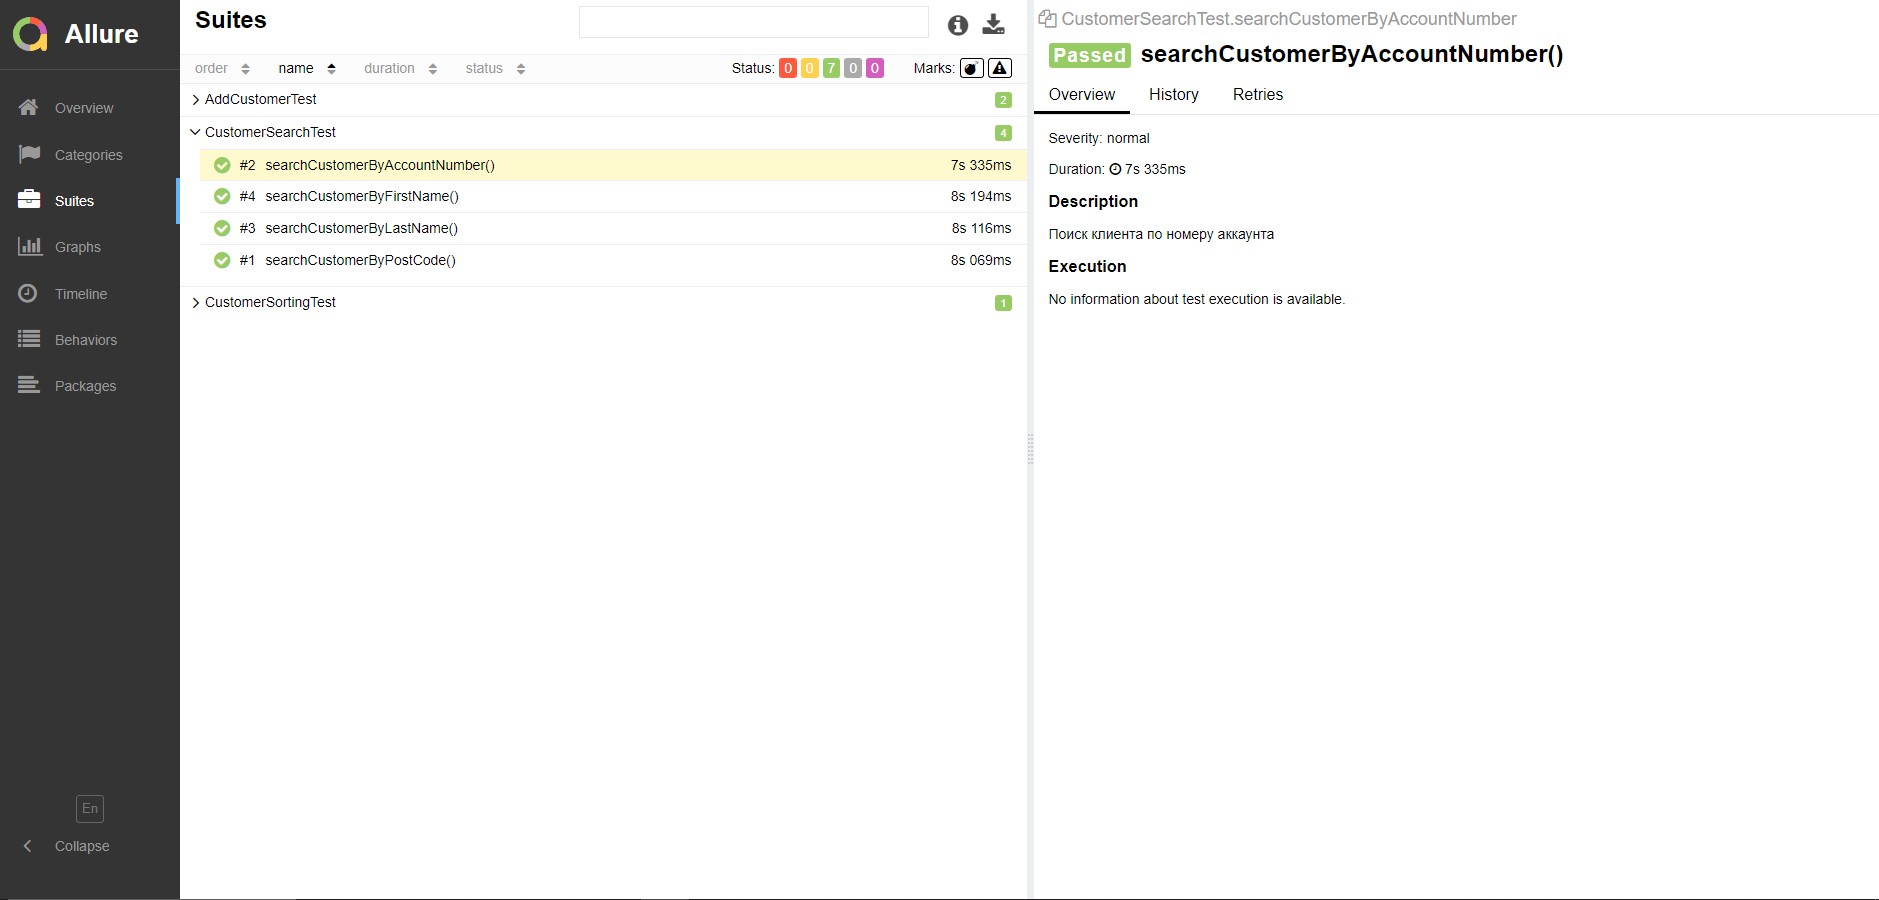 Allure
Overview
Categories
Suites
Graphs
Timeline
Behaviors
Packages
En
Collapse
Suites
order name duration status Status: 0 0 7 0 0 Marks:
AddCustomerTest 2
CustomerSearchTest 4
#2 searchCustomerByAccountNumber() 7s 335ms
#4 searchCustomerByFirstName() 8s 194ms
#3 searchCustomerByLastName() 8s 116ms
#1 searchCustomerByPostCode() 8s 069ms
CustomerSortingTest 1
CustomerSearchTest.searchCustomerByAccountNumber
Passed searchCustomerByAccountNumber()
Overview History Retries
Severity: normal
Duration: 7s 335ms
Description
Поиск клиента по номеру аккаунта
Execution
No information about test execution is available.